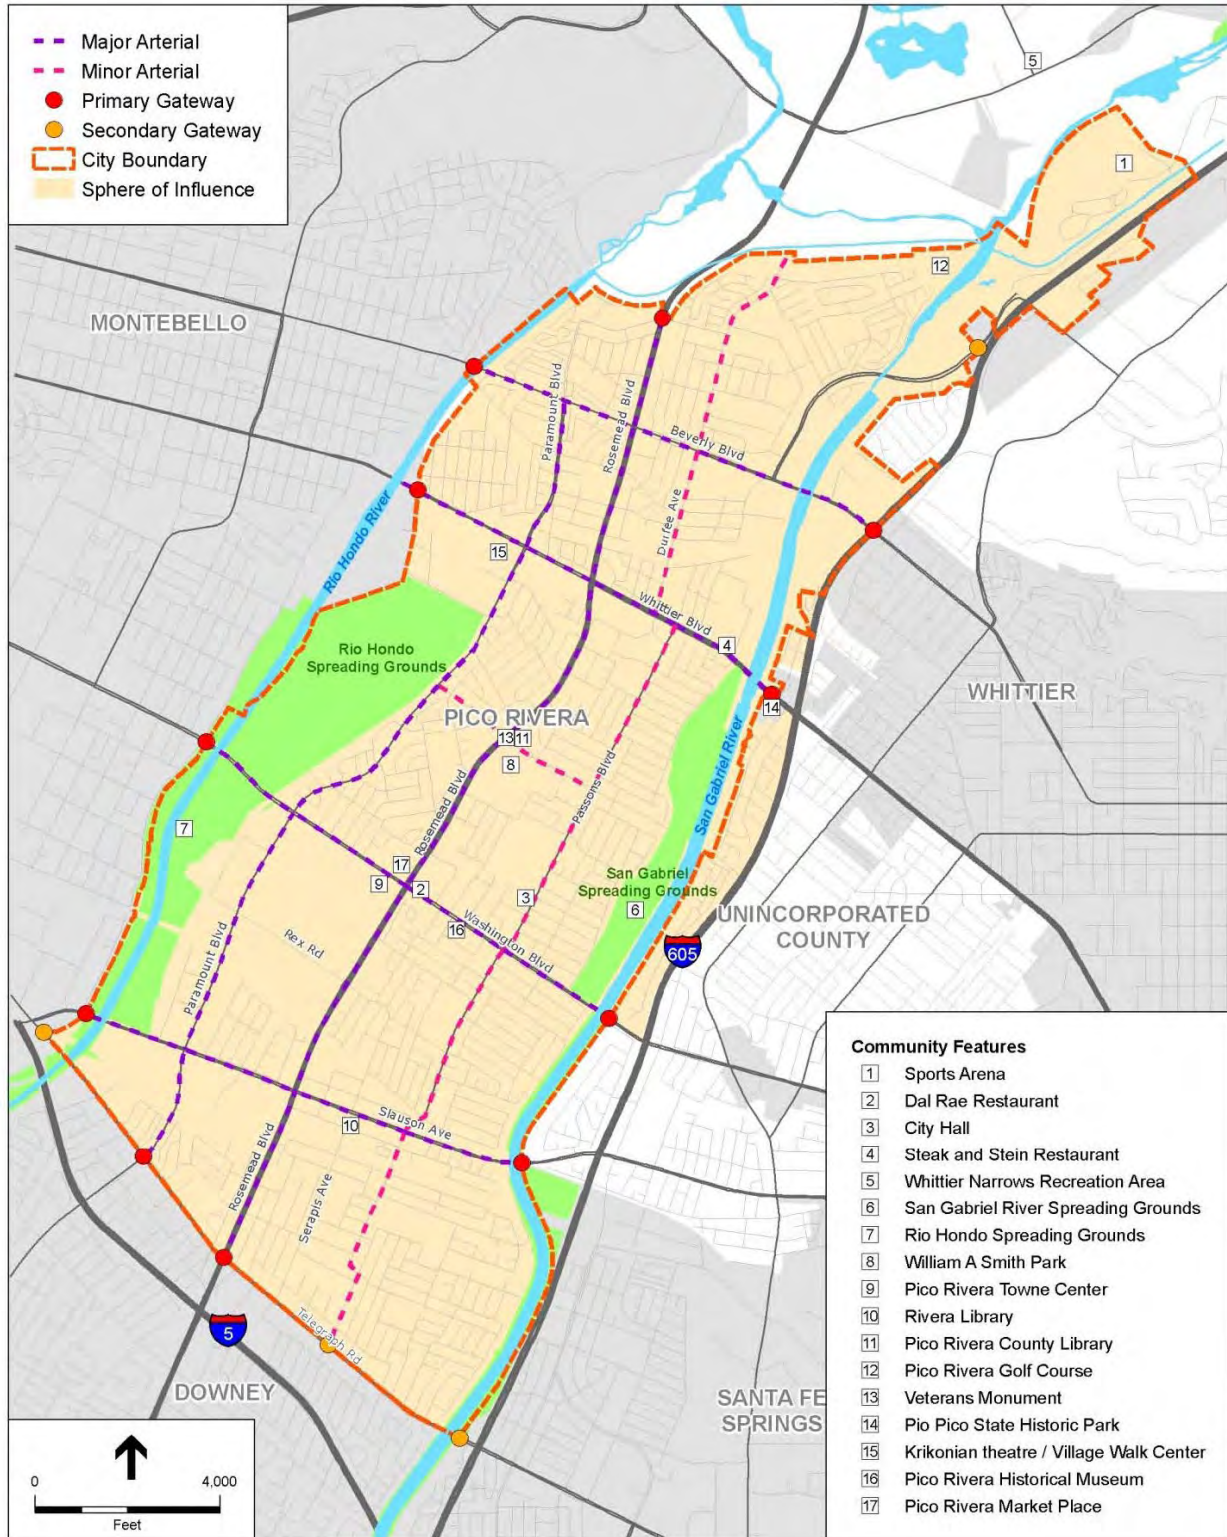 Major Arterial
Minor Arterial
Primary Gateway
Secondary Gateway
City Boundary
Sphere of Influence
5
1
12
MONTEBELLO
Paramount Blvd
Rosemead Blvd
Beverly Blvd
Durfee Ave
Rio Hondo River
15
Whittier Blvd
4
Rio Hondo
Spreading Grounds
WHITTIER
14
PICO RIVERA
13
11
8
San Gabriel River
Passons Blvd
Rosemead Blvd
7
17
9
2
3
San Gabriel
Spreading Grounds
6
16
Washington Blvd
UNINCORPORATED
COUNTY
605
Rex Rd
Paramount Blvd
Slauson Ave
10
Rosemead Blvd
Serapis Ave
Telegraph Rd
5
DOWNEY
SANTA FE
SPRINGS
0
4,000
Feet
Community Features
1 Sports Arena
2 Dal Rae Restaurant
3 City Hall
4 Steak and Stein Restaurant
5 Whittier Narrows Recreation Area
6 San Gabriel River Spreading Grounds
7 Rio Hondo Spreading Grounds
8 William A Smith Park
9 Pico Rivera Towne Center
10 Rivera Library
11 Pico Rivera County Library
12 Pico Rivera Golf Course
13 Veterans Monument
14 Pio Pico State Historic Park
15 Krikonian theatre / Village Walk Center
16 Pico Rivera Historical Museum
17 Pico Rivera Market Place